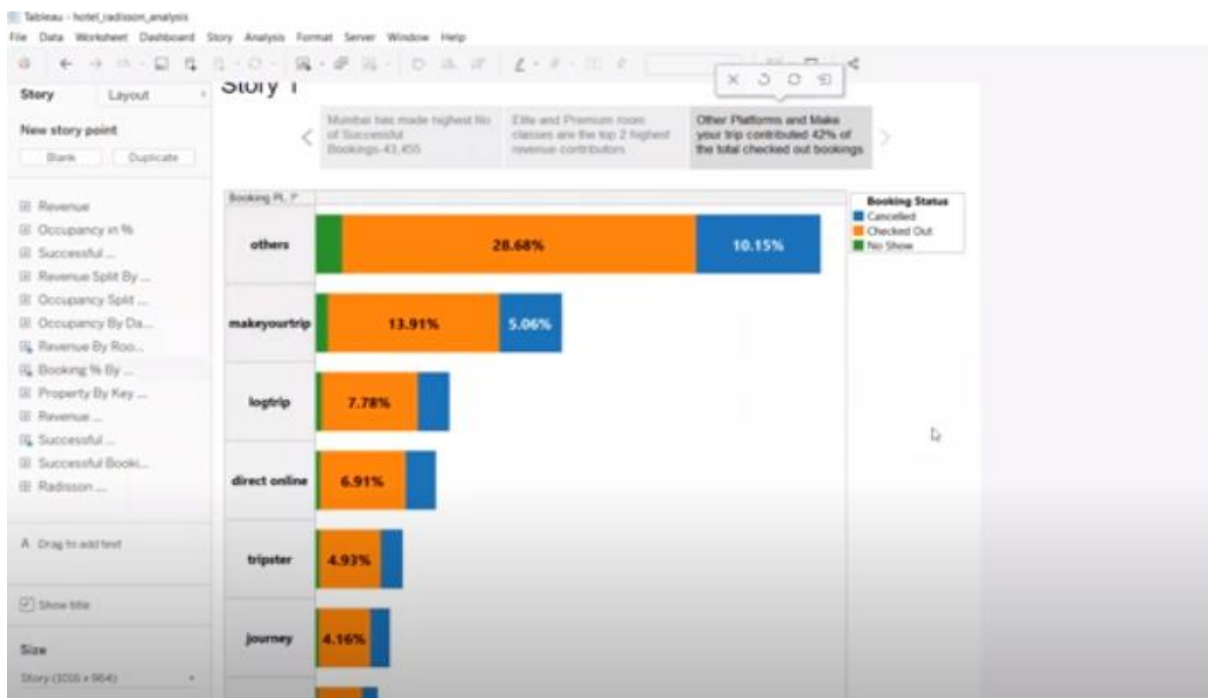 Tableau - hotel_radisson_analysis
File Data Worksheet Dashboard Story Analysis Format Server Window Help
Story Layout
New story point
Blank Duplicate
Revenue
Occupancy in %
Successful ...
Revenue Split By ...
Occupancy Split ...
Occupancy By Da...
Revenue By Roo...
Booking % By ...
Property By Key ...
Revenue ...
Successful ...
Successful Booki...
Radisson ...
A Drag to add text
Show title
Size
Story (1016 x 964)
Story 1
Mumbai has made highest No
of Successful
Bookings-43,455
Elite and Premium room
classes are the top 2 highest
revenue contributors
Other Platforms and Make
your trip contributed 42% of
the total checked out bookings
Booking Pl..
others 28.68% 10.15%
makeyourtrip 13.91% 5.06%
logtrip 7.78%
direct online 6.91%
tripster 4.93%
journey 4.16%
Booking Status
Cancelled
Checked Out
No Show